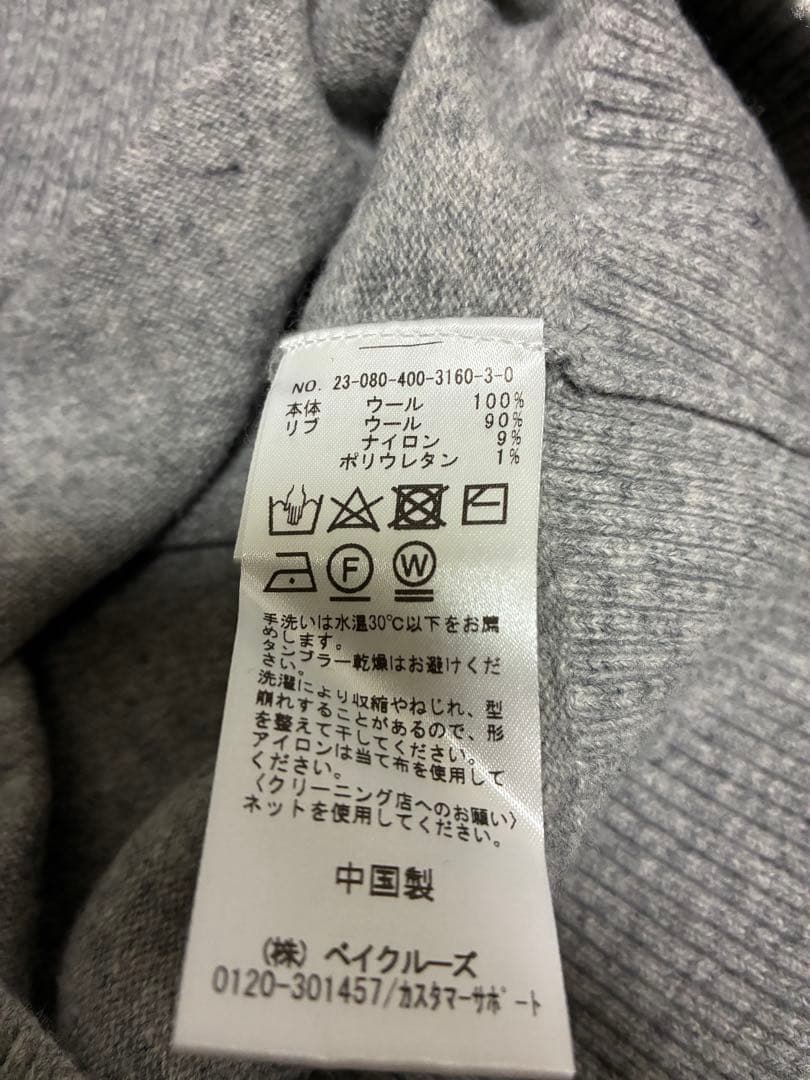 NO. 23-080-400-3160-3-0
本体 ウール 100%
リブ ウール 90%
ナイロン 9%
ポリウレタン 1%
F W
手洗いは水温30℃以下をお薦
めします。
タンブラー乾燥はお避けくだ
さい。
洗濯により収縮やねじれ、型
崩れすることがあるので、形
を整えて干してください。
アイロンは当て布を使用して
ください。
〈クリーニング店へのお願い〉
ネットを使用してください。
中国製
(株) ベイクルーズ
0120-301457/カスタマーサポート